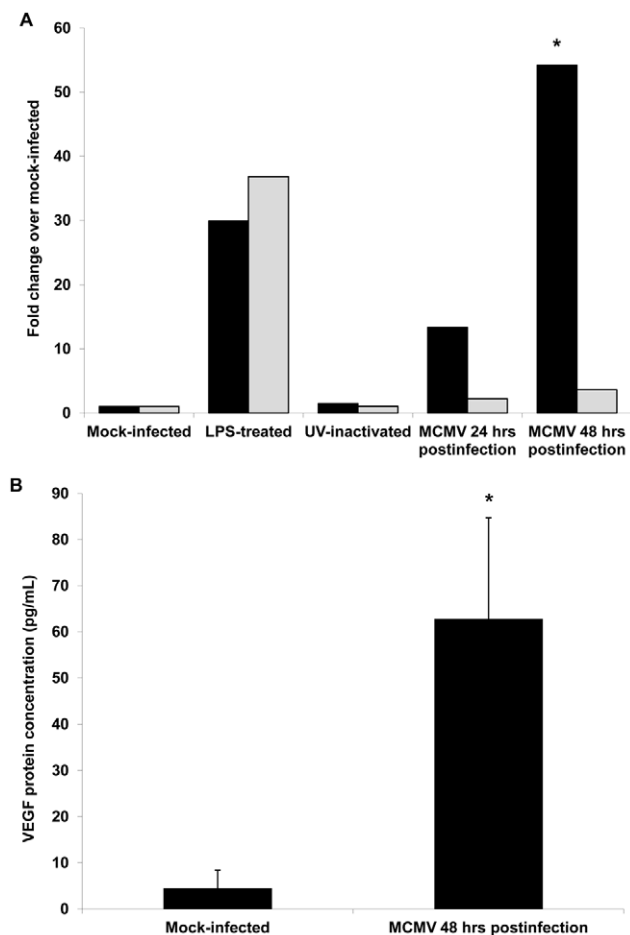 A
Fold change over mock-infected
60
50
40
30
20
10
0
*
Mock-infected
LPS-treated
UV-inactivated
MCMV 24 hrs
postinfection
MCMV 48 hrs
postinfection
B
VEGF protein concentration (pg/mL)
90
80
70
60
50
40
30
20
10
0
*
Mock-infected
MCMV 48 hrs postinfection